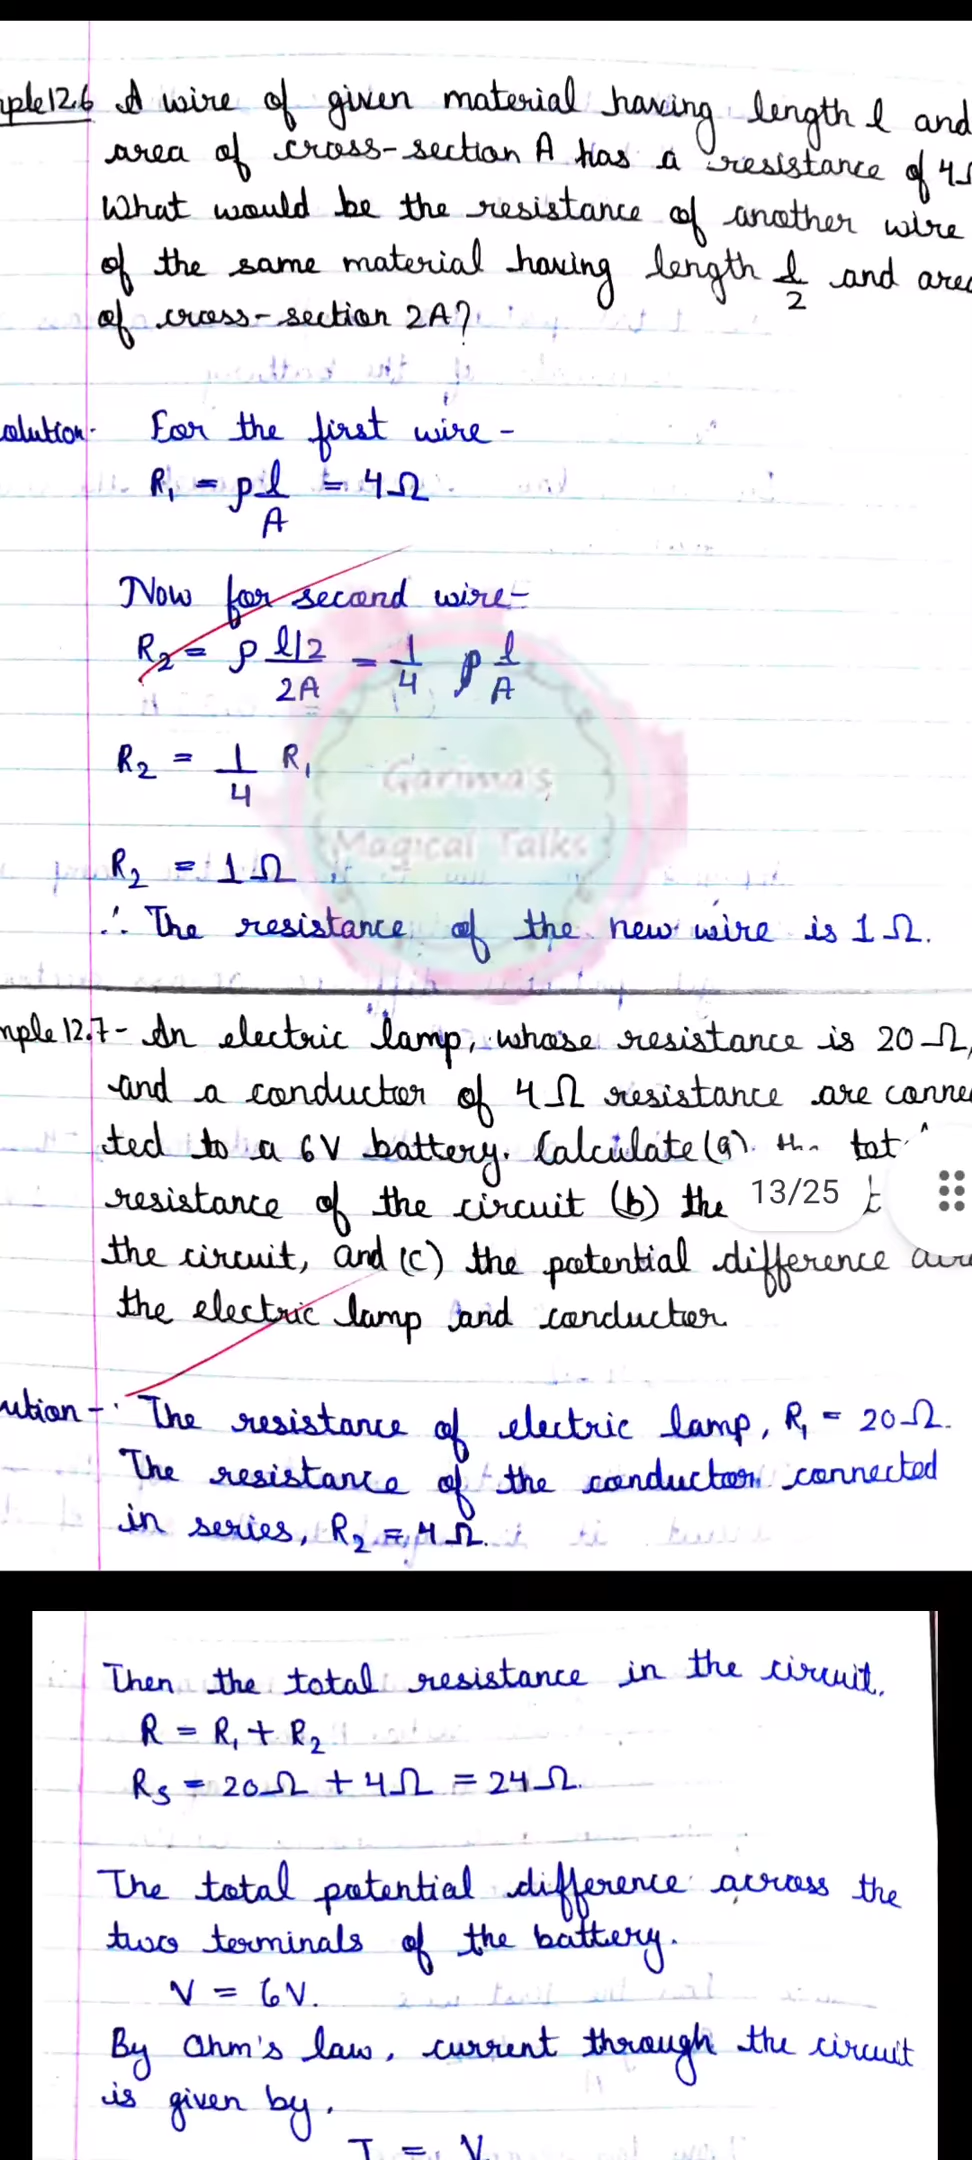 mple 12.6 A wire of given material having length l and
area of cross-section A has a resistance of 4Ω
What would be the resistance of another wire
of the same material having length l/2 and area
of cross-section 2A?
olution- For the first wire -
R₁ = ρ l/A = 4Ω
Now for second wire-
R₂ = ρ l/2 / 2A = 1/4 ρ l/A
R₂ = 1/4 R₁
Garima's
Magical Talks
R₂ = 1Ω
∴ The resistance of the new wire is 1Ω.
mple 12.7- An electric lamp, whose resistance is 20Ω,
and a conductor of 4Ω resistance are connec
ted to a 6V battery. Calculate (a) the tot
resistance of the circuit (b) the t
13/25
the circuit, and (c) the potential difference acr
the electric lamp and conductor.
ution- The resistance of electric lamp, R₁ = 20Ω.
The resistance of the conductor connected
in series, R₂ = 4Ω.
Then the total resistance in the circuit.
R = R₁ + R₂
Rs = 20Ω + 4Ω = 24Ω.
The total potential difference across the
two terminals of the battery.
V = 6V.
By Ohm's law, current through the circuit
is given by.
I = V